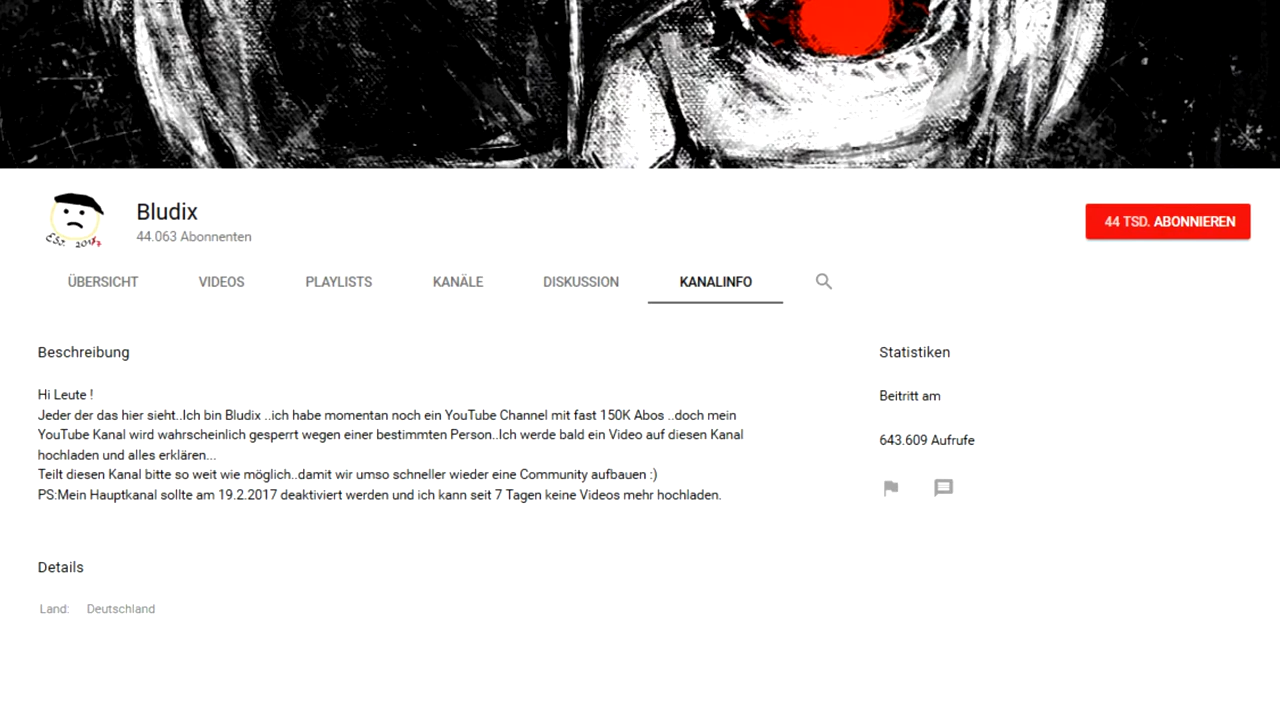 EST. 2017
Bludix
44.063 Abonnenten
44 TSD. ABONNIEREN
ÜBERSICHT VIDEOS PLAYLISTS KANÄLE DISKUSSION KANALINFO
Beschreibung
Hi Leute !
Jeder der das hier sieht..Ich bin Bludix ..ich habe momentan noch ein YouTube Channel mit fast 150K Abos ..doch mein
YouTube Kanal wird wahrscheinlich gesperrt wegen einer bestimmten Person..Ich werde bald ein Video auf diesen Kanal
hochladen und alles erklären...
Teilt diesen Kanal bitte so weit wie möglich..damit wir umso schneller wieder eine Community aufbauen :)
PS:Mein Hauptkanal sollte am 19.2.2017 deaktiviert werden und ich kann seit 7 Tagen keine Videos mehr hochladen.
Statistiken
Beitritt am
643.609 Aufrufe
Details
Land: Deutschland